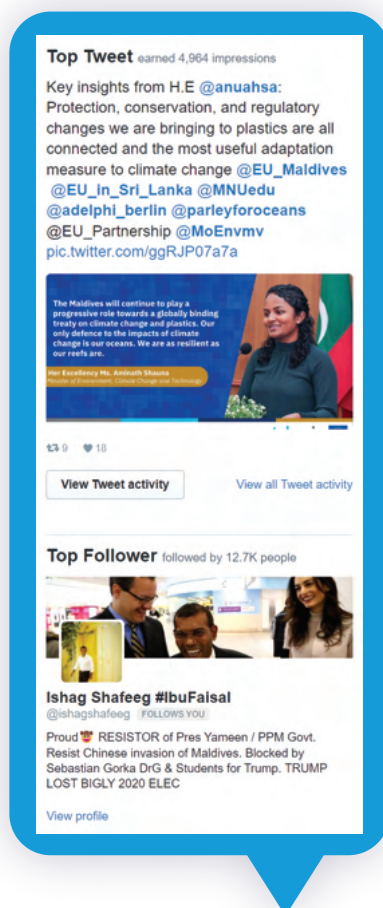 Top Tweet earned 4,964 impressions
Key insights from H.E @anuahsa:
Protection, conservation, and regulatory
changes we are bringing to plastics are all
connected and the most useful adaptation
measure to climate change @EU_Maldives
@EU_in_Sri_Lanka @MNUedu
@adelphi_berlin @parleyforoceans
@EU_Partnership @MoEnvmv
pic.twitter.com/ggRJP07a7a
The Maldives will continue to play a
progressive role towards a globally binding
treaty on climate change and plastics. Our
only defence to the impacts of climate
change is our oceans. We are as resilient as
our reefs are.
Her Excellency Ms. Aminath Shauna
Minister of Environment, Climate Change and Technology
9 18
View Tweet activity View all Tweet activity
Top Follower followed by 12.7K people
Ishag Shafeeg #IbuFaisal
@ishagshafeeg FOLLOWS YOU
Proud RESISTOR of Pres Yameen / PPM Govt.
Resist Chinese invasion of Maldives. Blocked by
Sebastian Gorka DrG & Students for Trump. TRUMP
LOST BIGLY 2020 ELEC
View profile